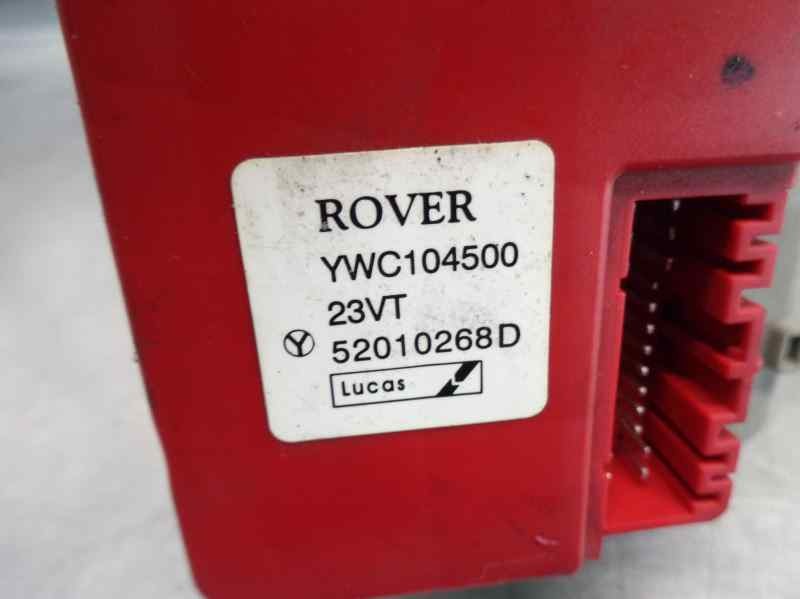 ROVER
YWC104500
23VT
Y 52010268D
Lucas